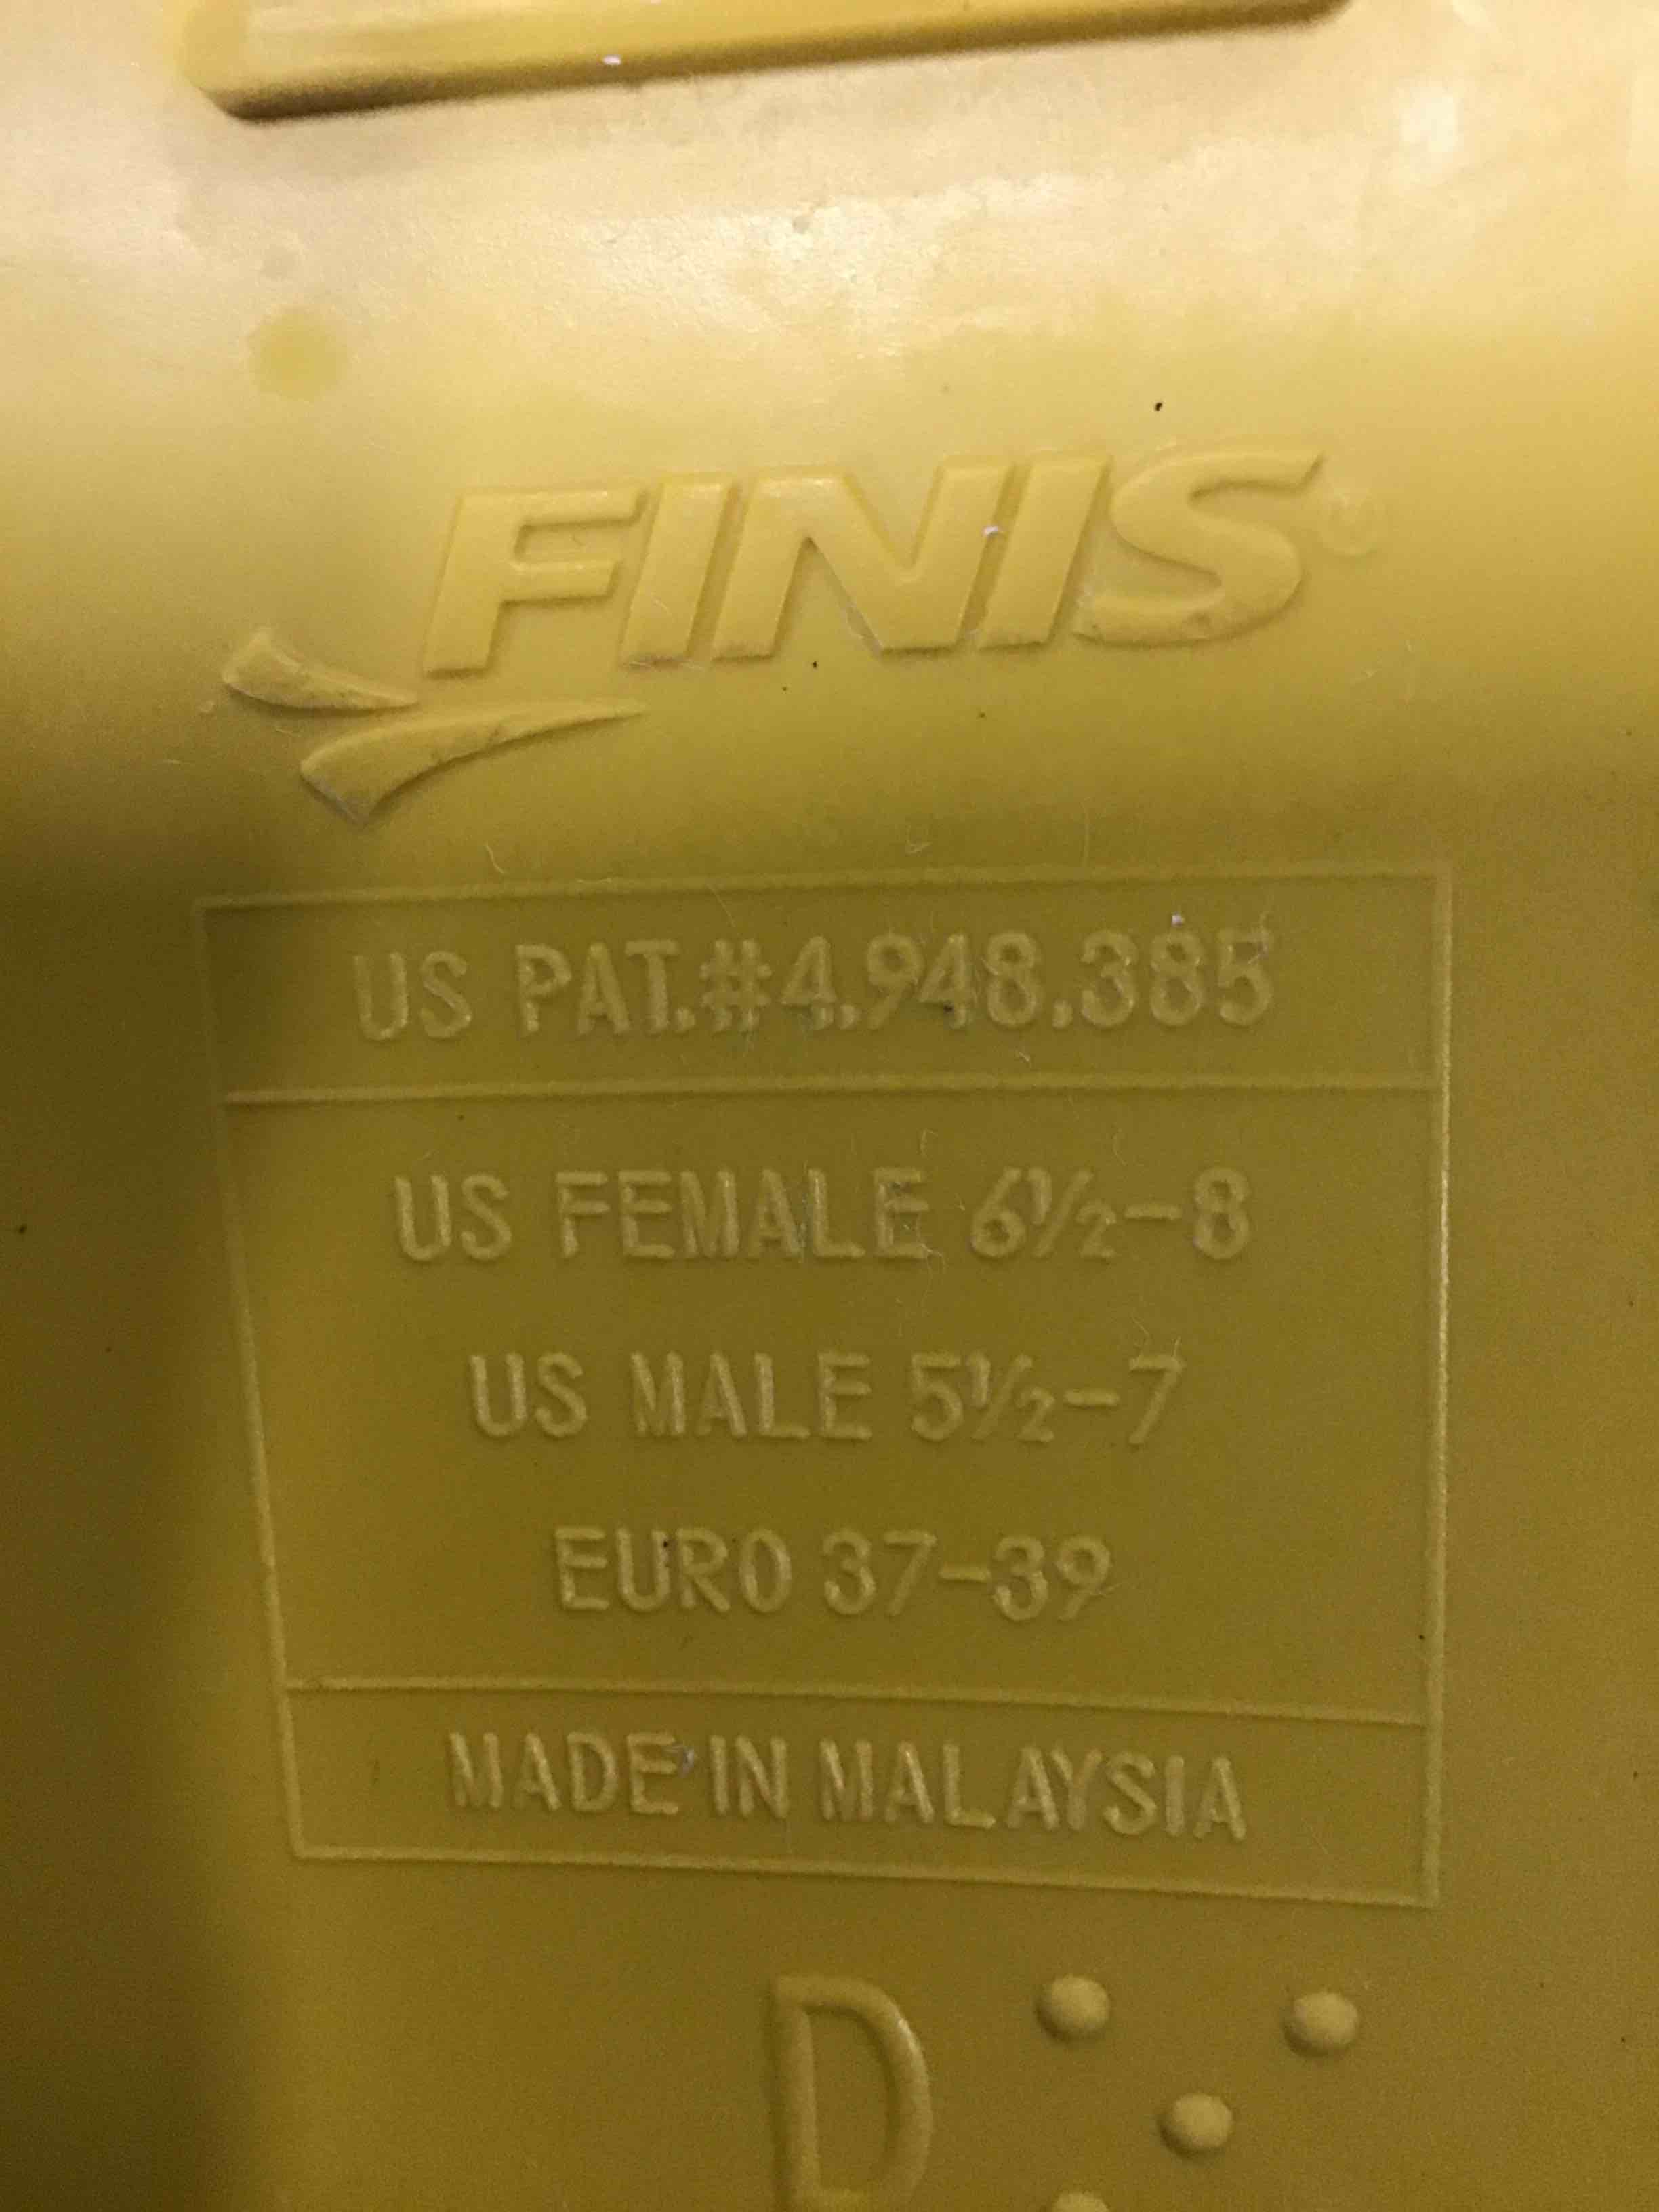 FINIS®
US PAT.#4,948,385
US FEMALE 6½-8
US MALE 5½-7
EURO 37-39
MADE IN MALAYSIA
D